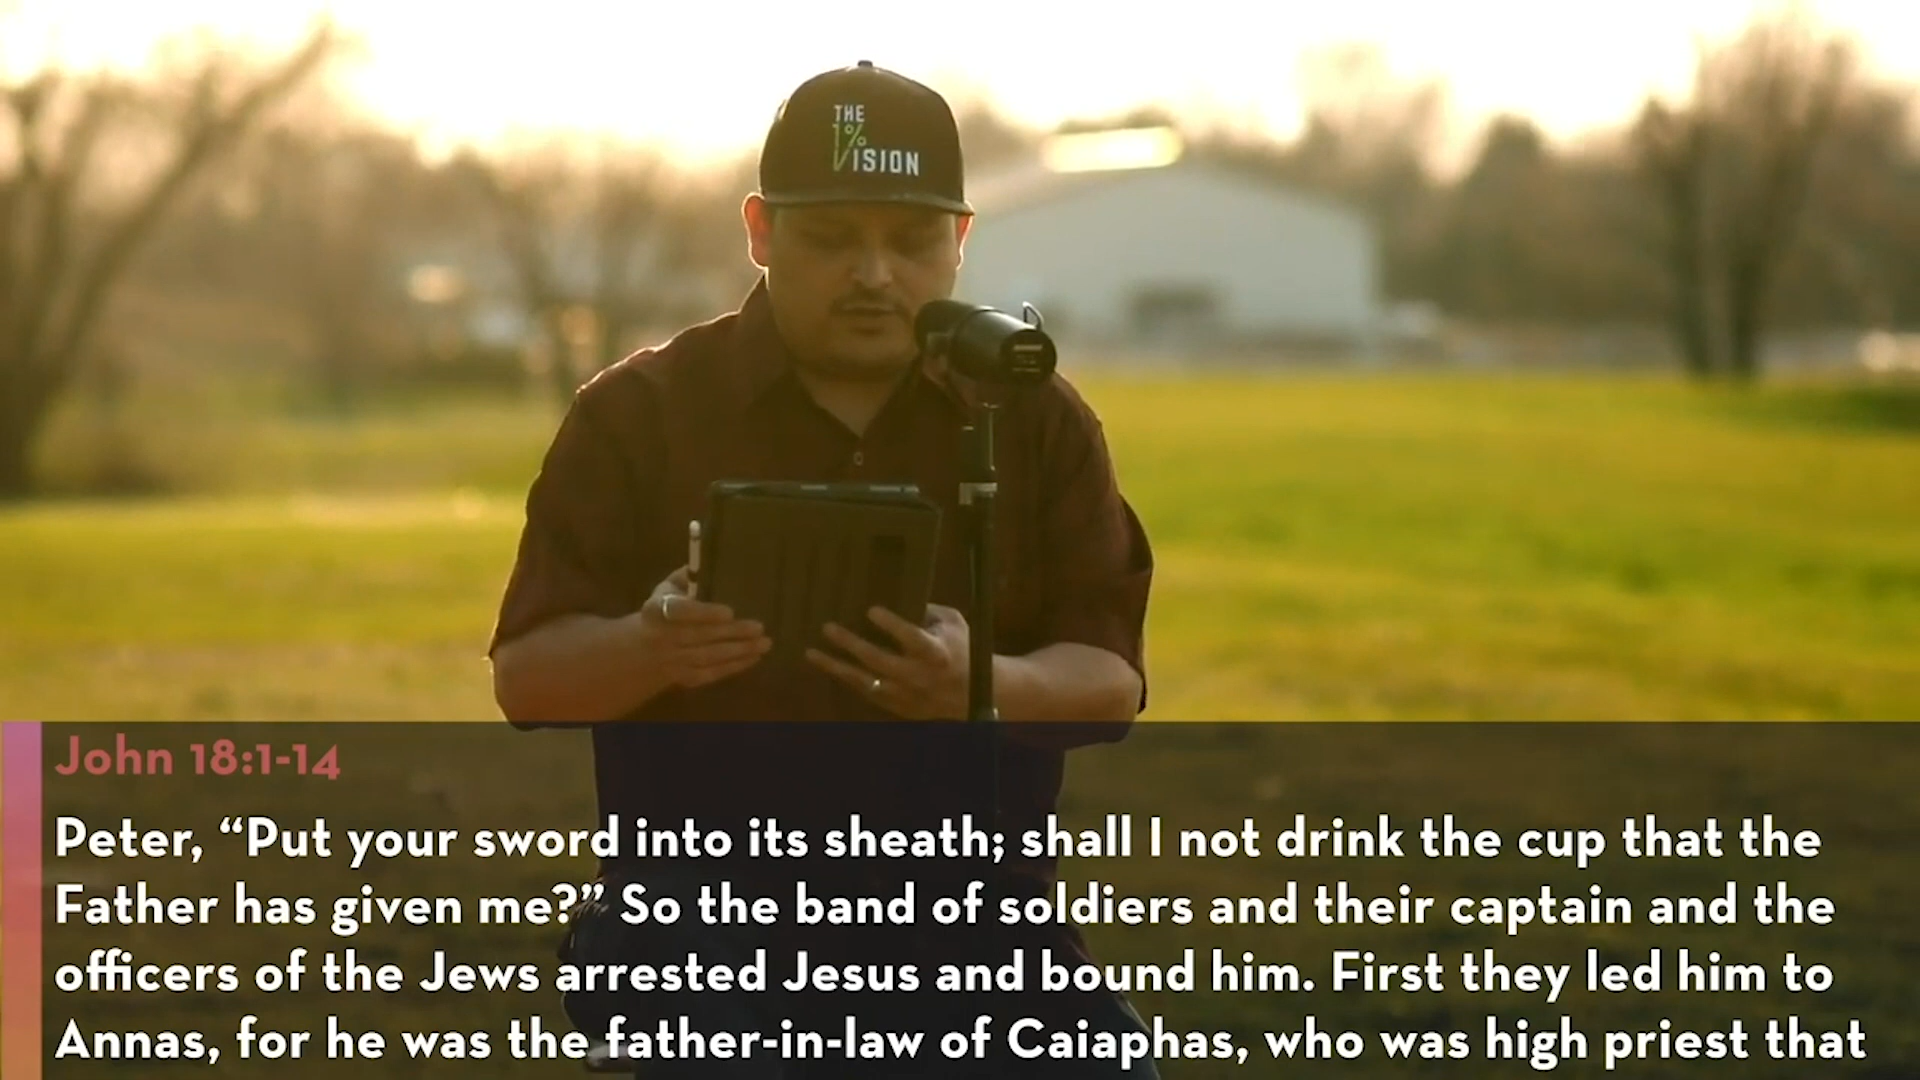 THE
1%
VISION
John 18:1-14
Peter, “Put your sword into its sheath; shall I not drink the cup that the
Father has given me?” So the band of soldiers and their captain and the
officers of the Jews arrested Jesus and bound him. First they led him to
Annas, for he was the father-in-law of Caiaphas, who was high priest that